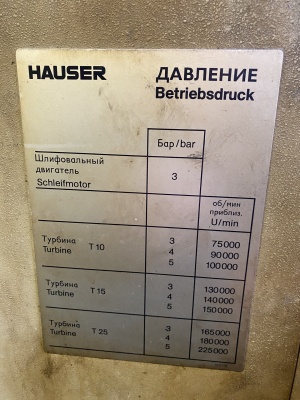 HAUSER ДАВЛЕНИЕ
Betriebsdruck
Бар/bar
Шлифовальный
двигатель
Schleifmotor 3
об/мин
приблиз.
U/min
Турбина
Turbine T 10
3 75000
4 90000
5 100000
Турбина
Turbine T 15
3 130000
4 140000
5 150000
Турбина
Turbine T 25
3 165000
4 180000
5 225000